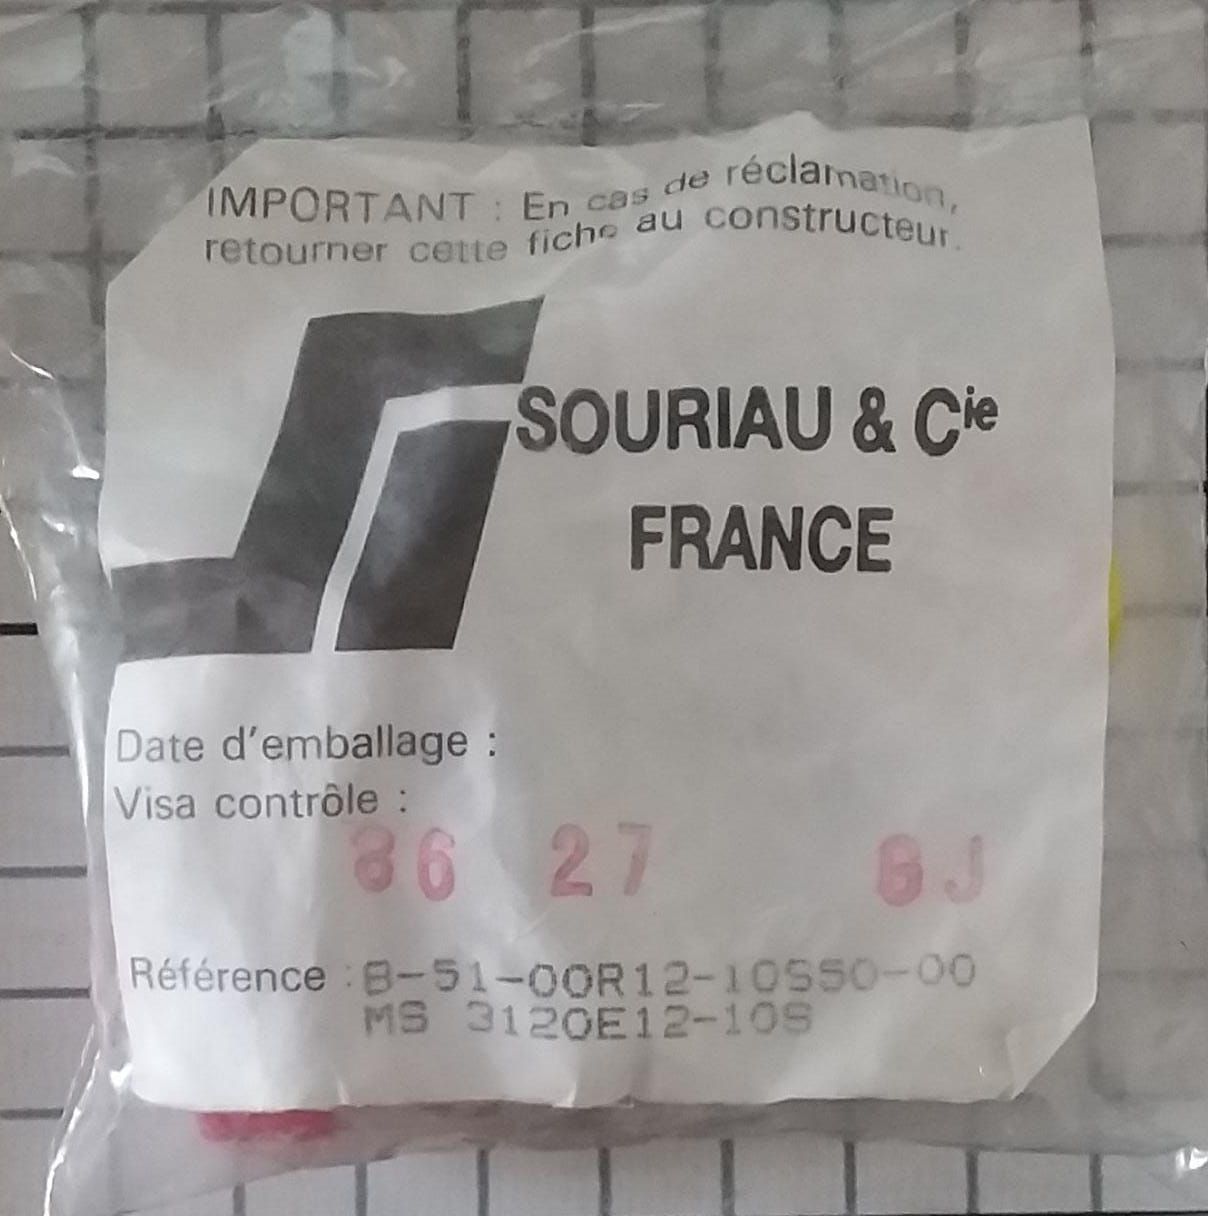 IMPORTANT : En cas de réclamation,
retourner cette fiche au constructeur.
SOURIAU & Cie
FRANCE
Date d'emballage :
Visa contrôle :
86 27 GJ
Référence : 8-51-00R12-10S50-00
MS 3120E12-10S